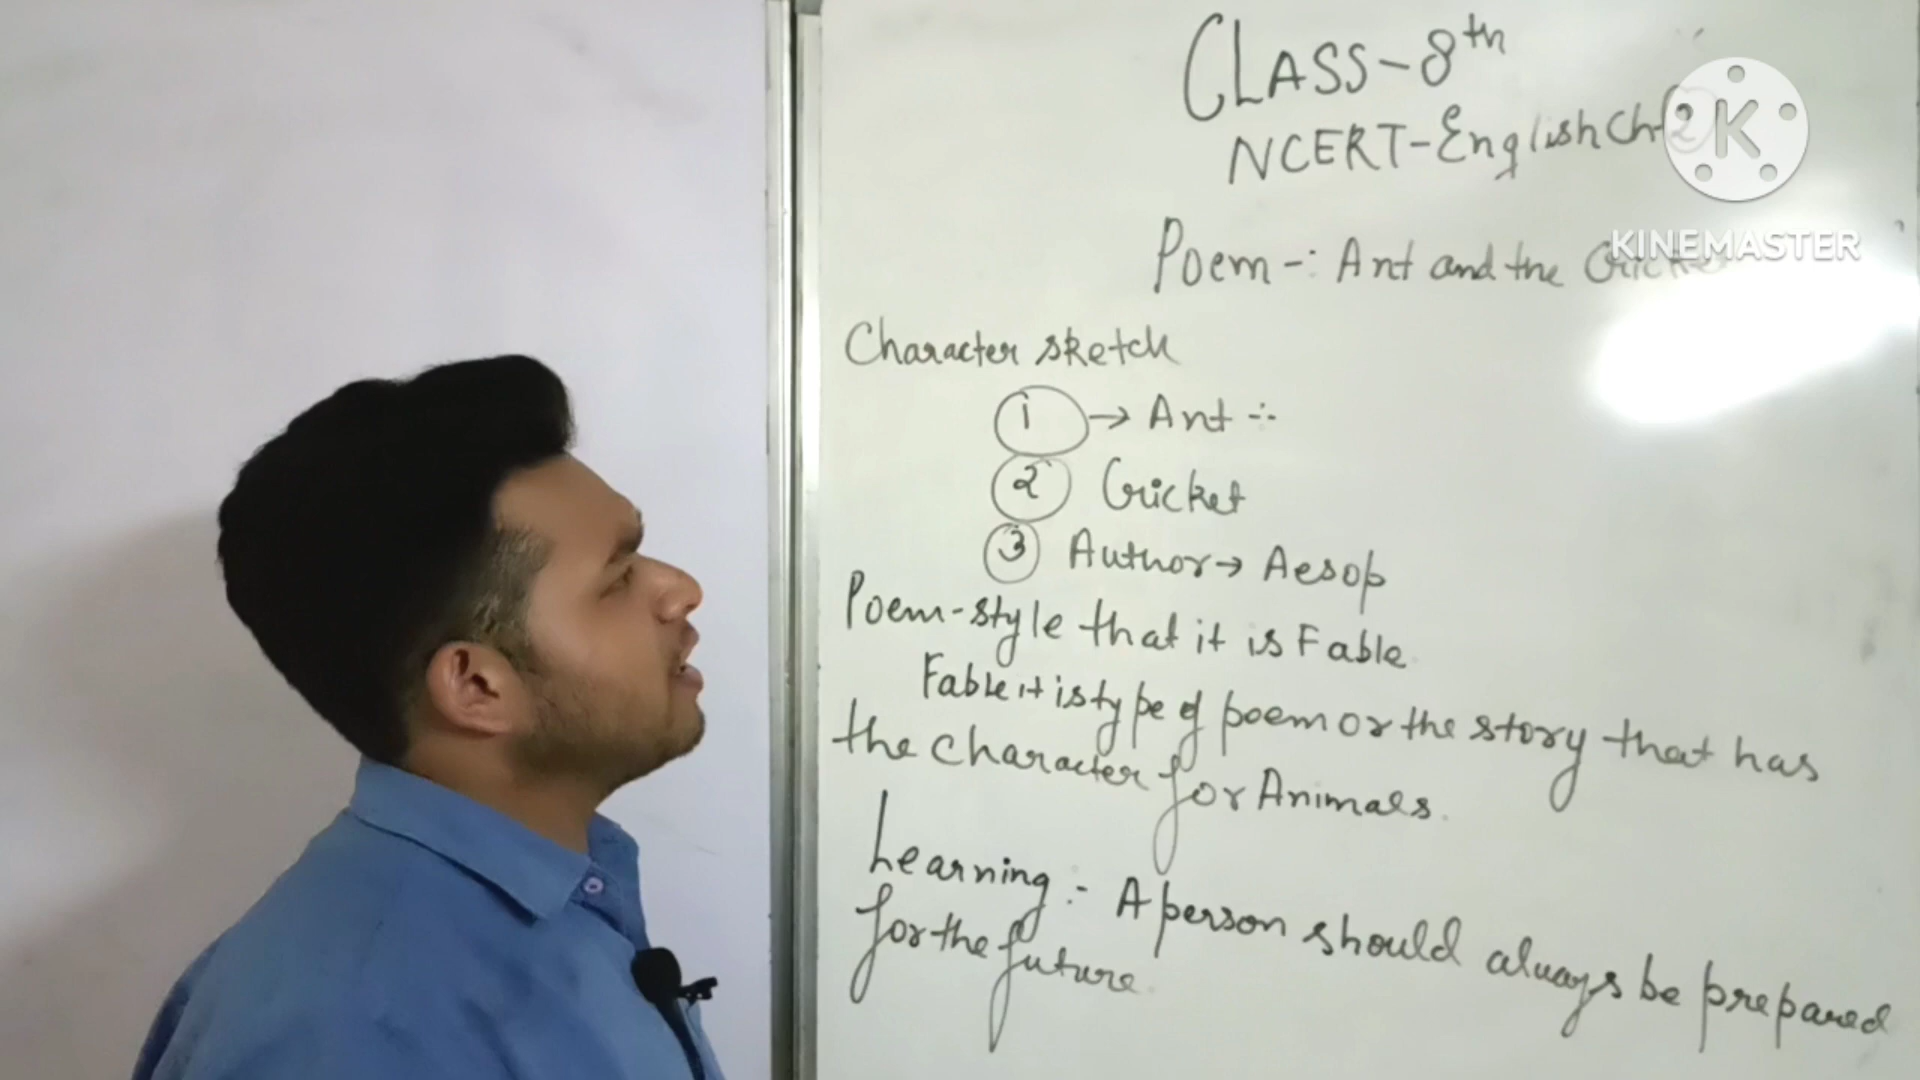 CLASS-8th
NCERT-English Ch-2
K
KINEMASTER
Poem-: Ant and the Cricket
Character sketch
1 → Ant ÷
2 Cricket
3 Author → Aesop
Poem-style that it is Fable.
Fable it is type of poem or the story that has
the character for Animals.
Learning :- A person should always be prepared
for the future.